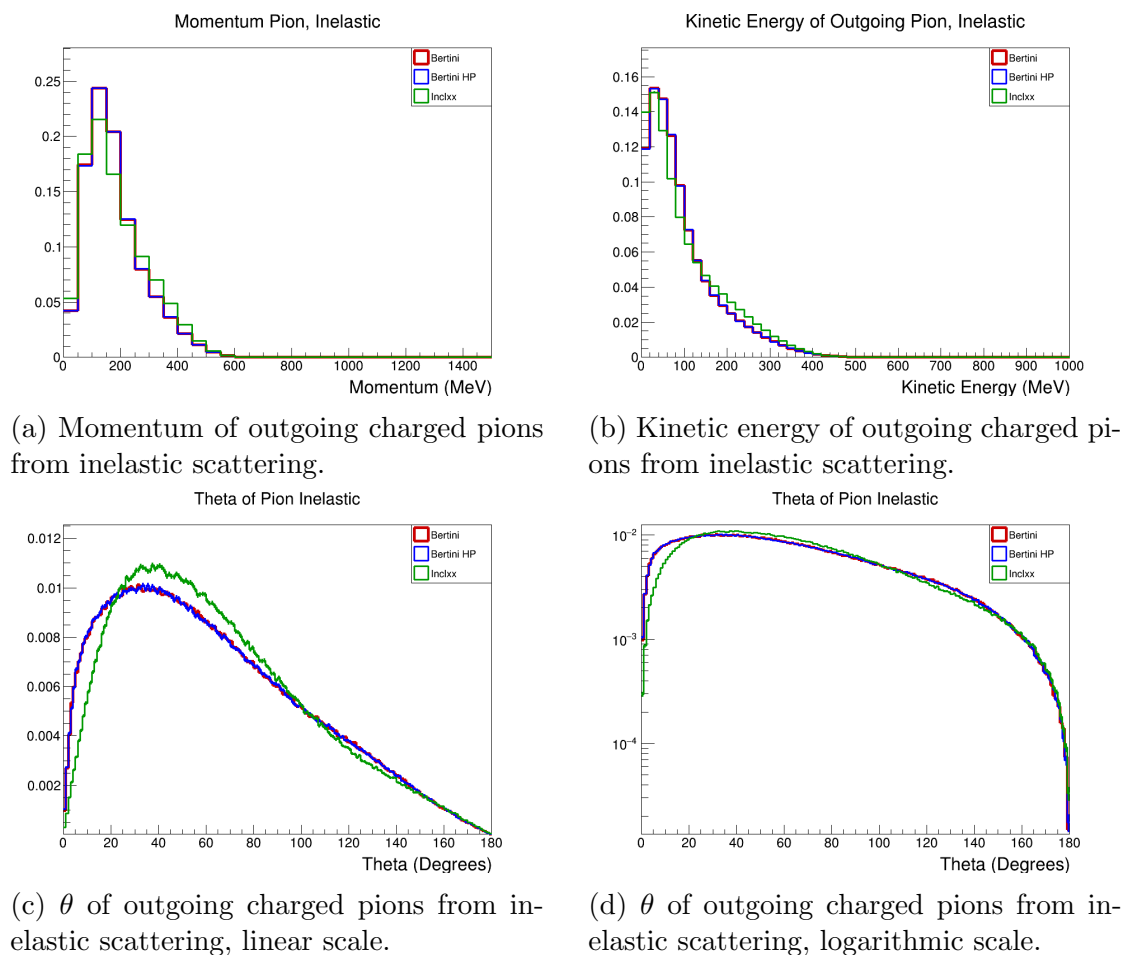 Momentum Pion, Inelastic
Bertini
Bertini HP
Inclxx
0.25
0.2
0.15
0.1
0.05
0
0 200 400 600 800 1000 1200 1400
Momentum (MeV)
(a) Momentum of outgoing charged pions
from inelastic scattering.
Kinetic Energy of Outgoing Pion, Inelastic
Bertini
Bertini HP
Inclxx
0.16
0.14
0.12
0.1
0.08
0.06
0.04
0.02
0
0 100 200 300 400 500 600 700 800 900 1000
Kinetic Energy (MeV)
(b) Kinetic energy of outgoing charged pi-
ons from inelastic scattering.
Theta of Pion Inelastic
Bertini
Bertini HP
Inclxx
0.012
0.01
0.008
0.006
0.004
0.002
0 20 40 60 80 100 120 140 160 180
Theta (Degrees)
(c) θ of outgoing charged pions from in-
elastic scattering, linear scale.
Theta of Pion Inelastic
Bertini
Bertini HP
Inclxx
10⁻²
10⁻³
10⁻⁴
0 20 40 60 80 100 120 140 160 180
Theta (Degrees)
(d) θ of outgoing charged pions from in-
elastic scattering, logarithmic scale.